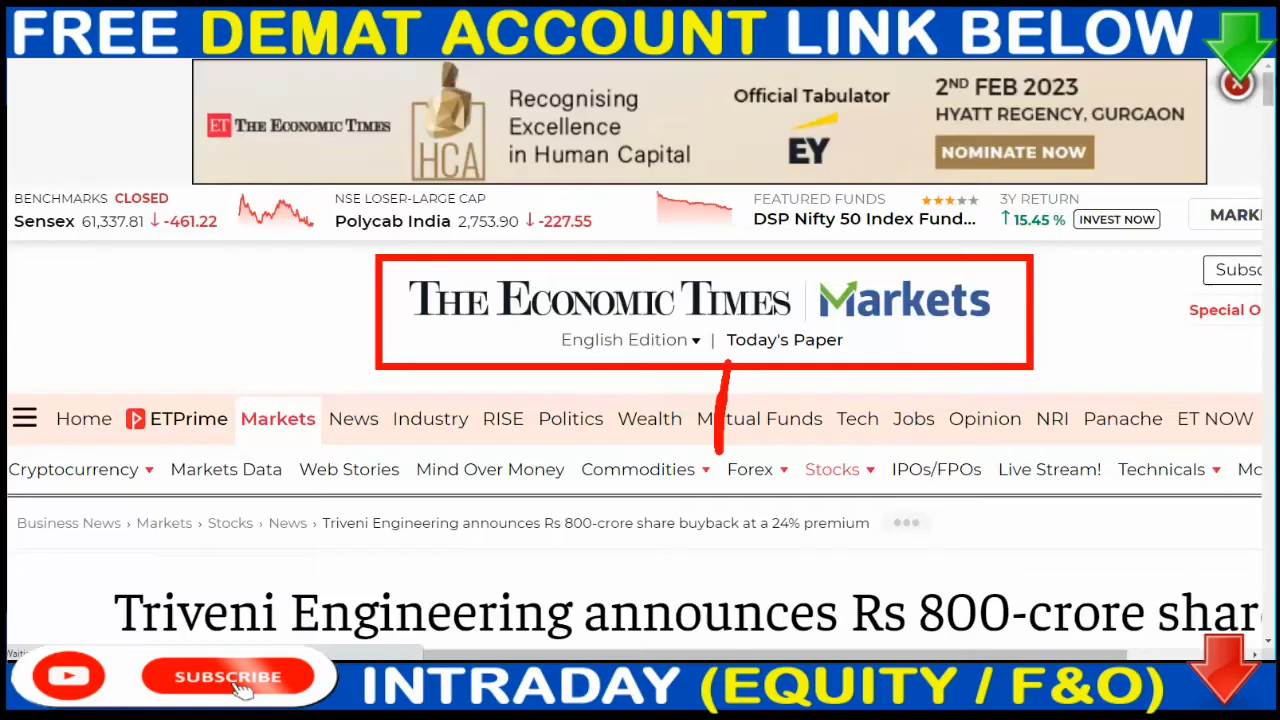 FREE DEMAT ACCOUNT LINK BELOW
ET THE ECONOMIC TIMES
HCA
Recognising
Excellence
in Human Capital
Official Tabulator
EY
2ND FEB 2023
HYATT REGENCY, GURGAON
NOMINATE NOW
BENCHMARKS CLOSED
Sensex 61,337.81 ↓ -461.22
NSE LOSER-LARGE CAP
Polycab India 2,753.90 ↓ -227.55
FEATURED FUNDS ★★★★★
DSP Nifty 50 Index Fund...
3Y RETURN
↑ 15.45 % INVEST NOW
MARK
Subsc
Special O
THE ECONOMIC TIMES | Markets
English Edition ▾ | Today's Paper
Home ETPrime Markets News Industry RISE Politics Wealth Mutual Funds Tech Jobs Opinion NRI Panache ET NOW
Cryptocurrency ▾ Markets Data Web Stories Mind Over Money Commodities ▾ Forex ▾ Stocks ▾ IPOs/FPOs Live Stream! Technicals ▾ Mo
Business News › Markets › Stocks › News › Triveni Engineering announces Rs 800-crore share buyback at a 24% premium
Triveni Engineering announces Rs 800-crore shar
SUBSCRIBE
INTRADAY (EQUITY / F&O)